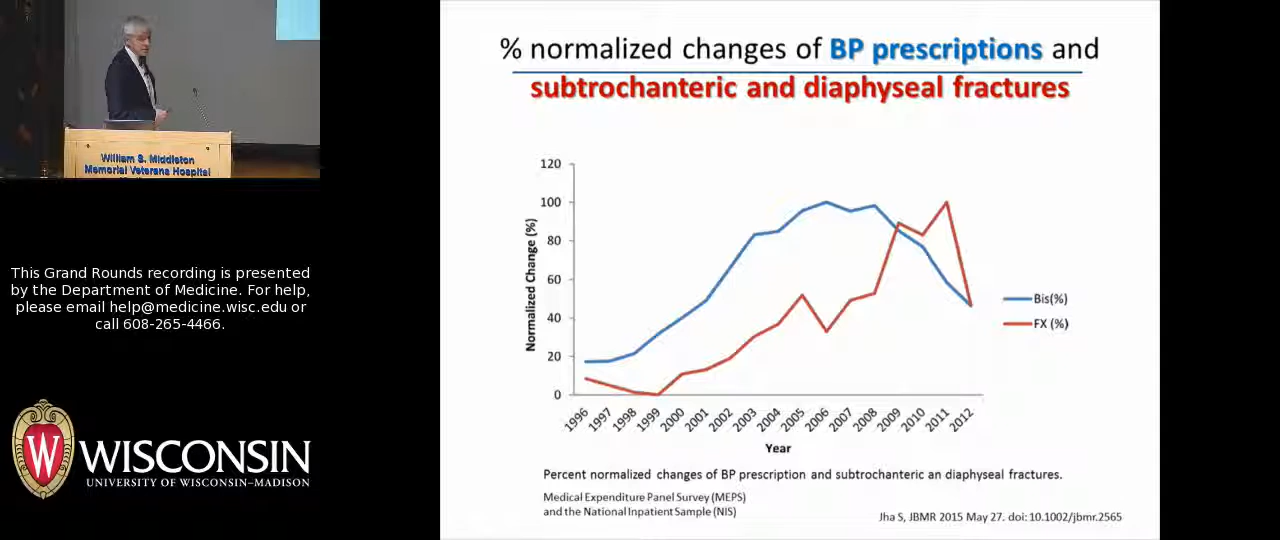 William S. Middleton
Memorial Veterans Hospital
This Grand Rounds recording is presented
by the Department of Medicine. For help,
please email help@medicine.wisc.edu or
call 608-265-4466.
W
WISCONSIN
UNIVERSITY OF WISCONSIN–MADISON
% normalized changes of BP prescriptions and
subtrochanteric and diaphyseal fractures
120
100
80
60
40
20
0
Normalized Change (%)
1996 1997 1998 1999 2000 2001 2002 2003 2004 2005 2006 2007 2008 2009 2010 2011 2012
Year
Bis(%)
FX (%)
Percent normalized changes of BP prescription and subtrochanteric an diaphyseal fractures.
Medical Expenditure Panel Survey (MEPS)
and the National Inpatient Sample (NIS)
Jha S, JBMR 2015 May 27. doi: 10.1002/jbmr.2565